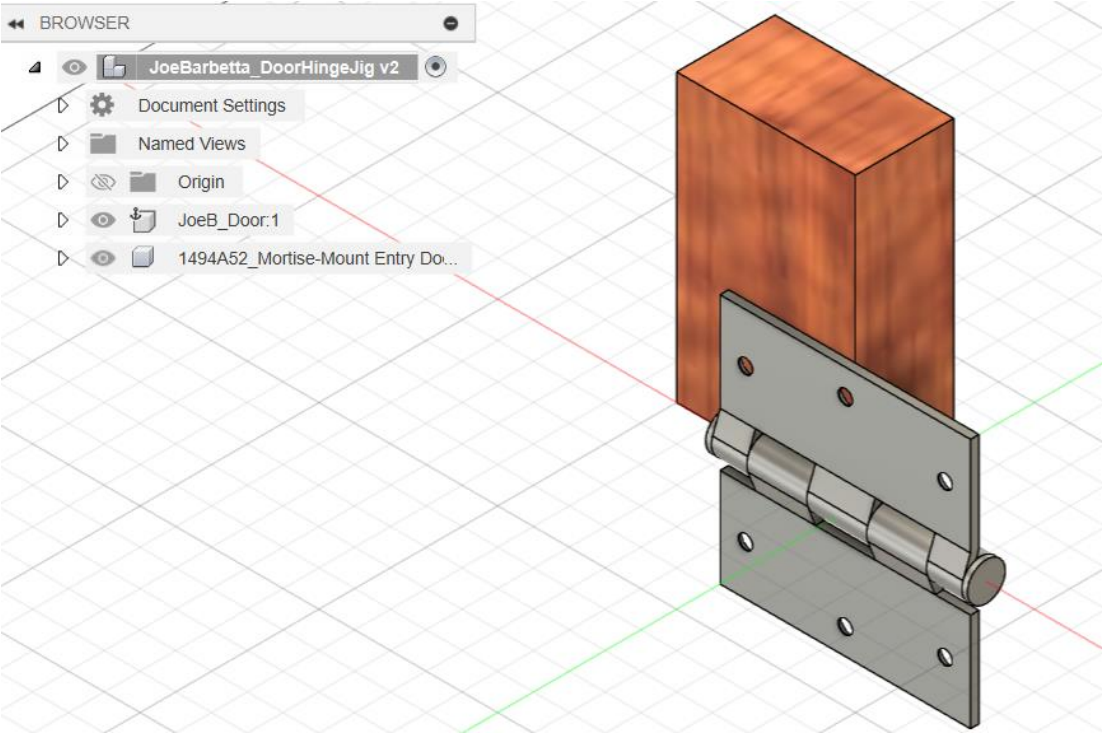 BROWSER
JoeBarbetta_DoorHingeJig v2
Document Settings
Named Views
Origin
JoeB_Door:1
1494A52_Mortise-Mount Entry Do...